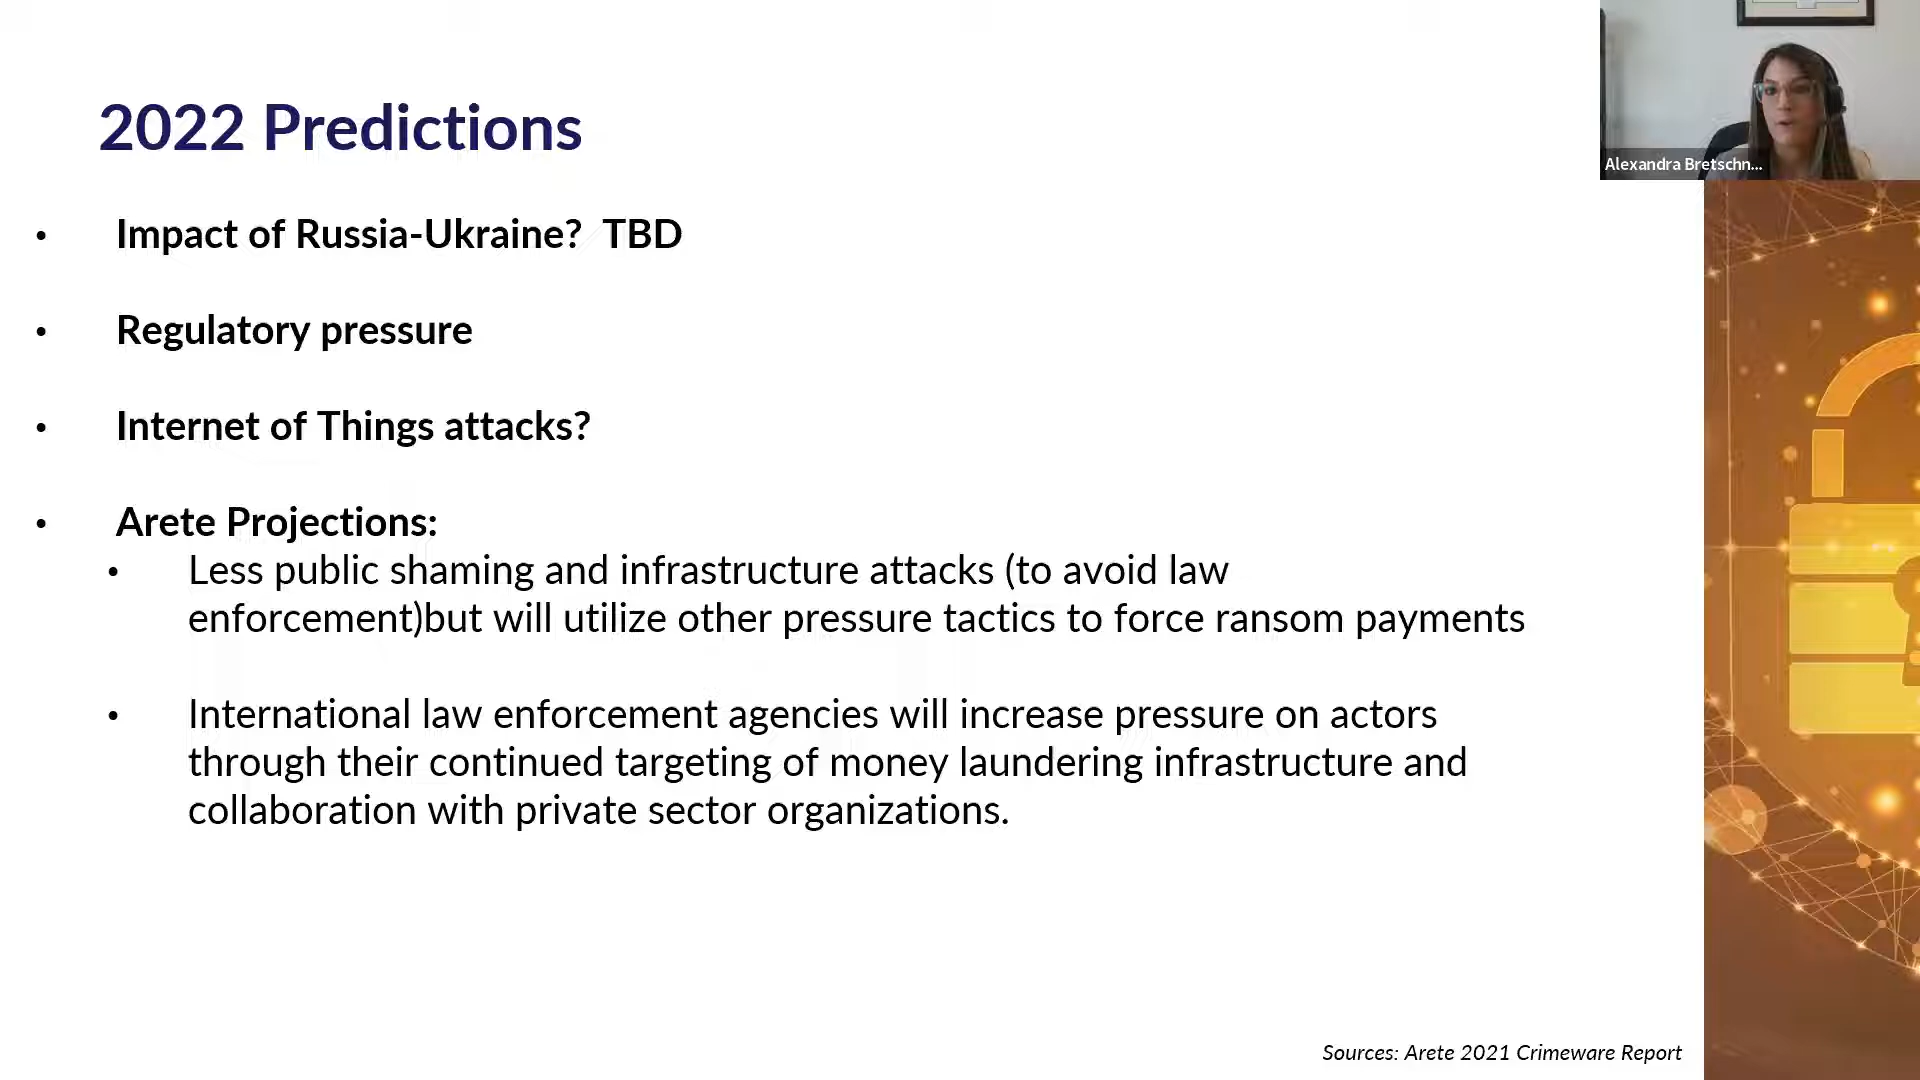 2022 Predictions
Alexandra Bretschn...
• Impact of Russia-Ukraine? TBD
• Regulatory pressure
• Internet of Things attacks?
• Arete Projections:
• Less public shaming and infrastructure attacks (to avoid law
enforcement)but will utilize other pressure tactics to force ransom payments
• International law enforcement agencies will increase pressure on actors
through their continued targeting of money laundering infrastructure and
collaboration with private sector organizations.
Sources: Arete 2021 Crimeware Report